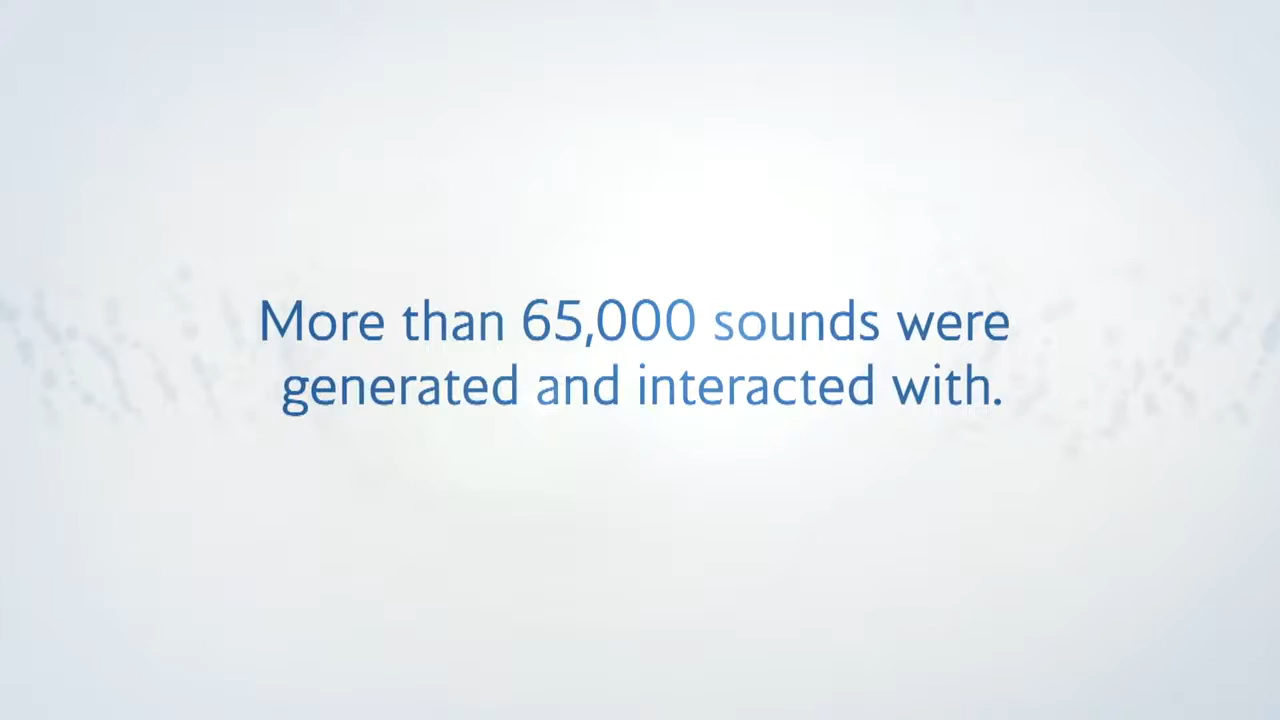 More than 65,000 sounds were
generated and interacted with.